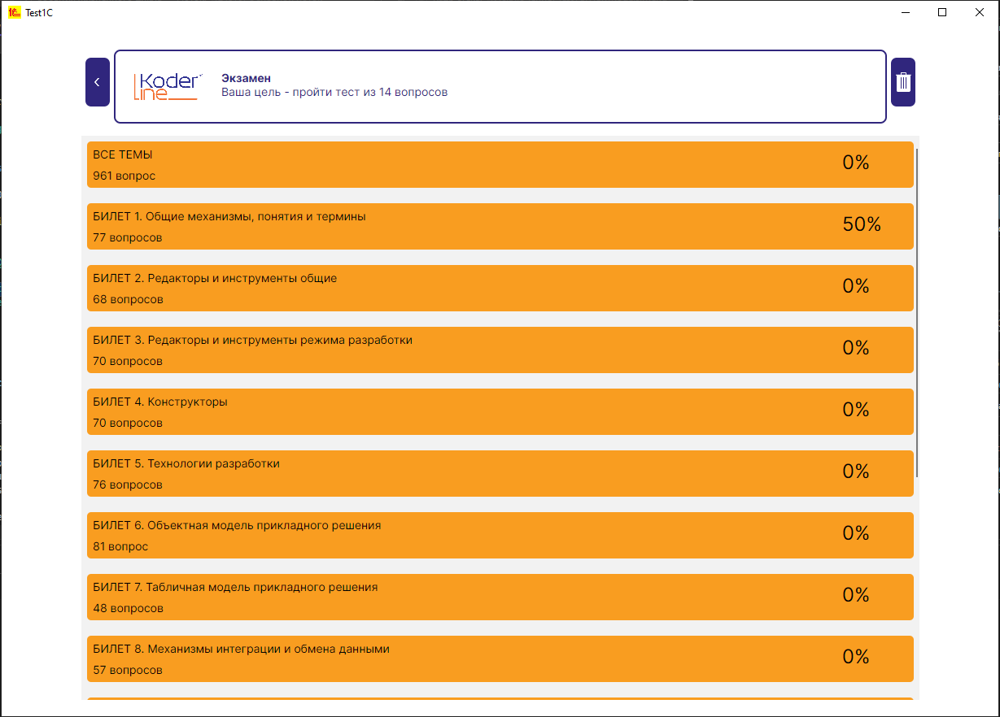 Test1C
Koder
line
Экзамен
Ваша цель - пройти тест из 14 вопросов
ВСЕ ТЕМЫ
0%
961 вопрос
БИЛЕТ 1. Общие механизмы, понятия и термины
50%
77 вопросов
БИЛЕТ 2. Редакторы и инструменты общие
0%
68 вопросов
БИЛЕТ 3. Редакторы и инструменты режима разработки
0%
70 вопросов
БИЛЕТ 4. Конструкторы
0%
70 вопросов
БИЛЕТ 5. Технологии разработки
0%
76 вопросов
БИЛЕТ 6. Объектная модель прикладного решения
0%
81 вопрос
БИЛЕТ 7. Табличная модель прикладного решения
0%
48 вопросов
БИЛЕТ 8. Механизмы интеграции и обмена данными
0%
57 вопросов